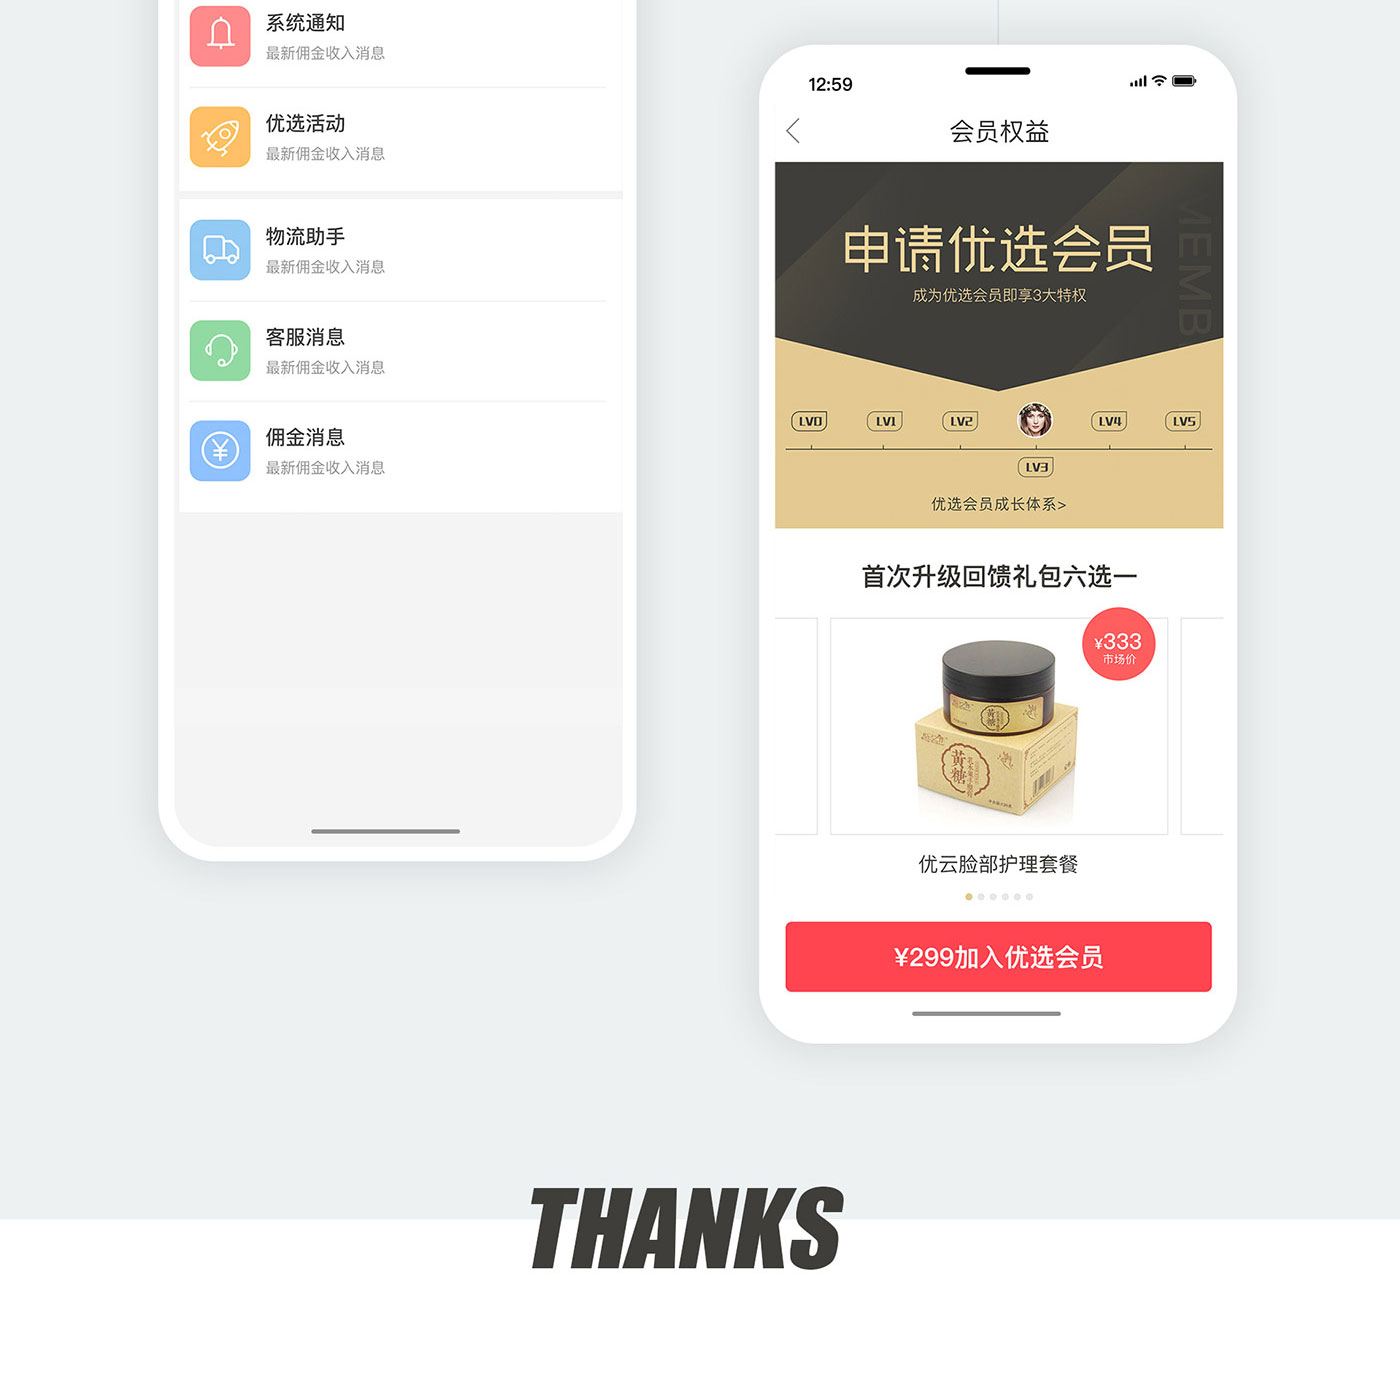 系统通知
最新佣金收入消息
优选活动
最新佣金收入消息
物流助手
最新佣金收入消息
客服消息
最新佣金收入消息
佣金消息
最新佣金收入消息
12:59
会员权益
申请优选会员
成为优选会员即享3大特权
MEMB
LV0 LV1 LV2 LV4 LV5
LV3
优选会员成长体系>
首次升级回馈礼包六选一
¥333
市场价
黄糖
黄糖
优云脸部护理套餐
¥299加入优选会员
THANKS